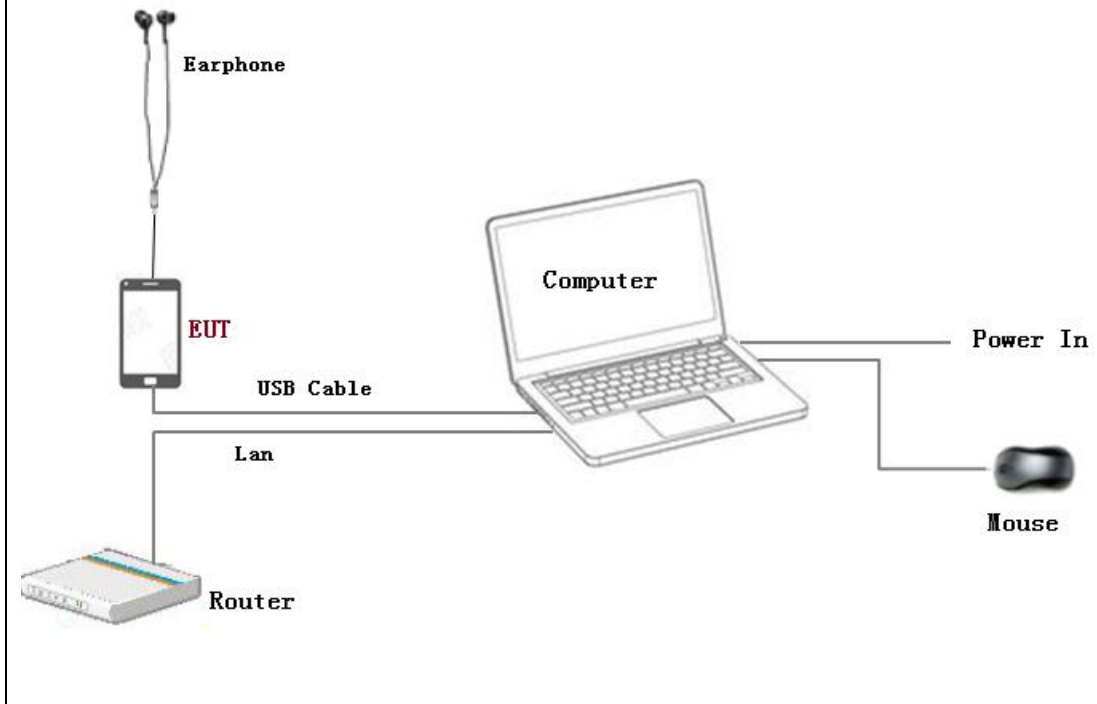 Earphone
Computer
EUT
Power In
USB Cable
Lan
Mouse
Router